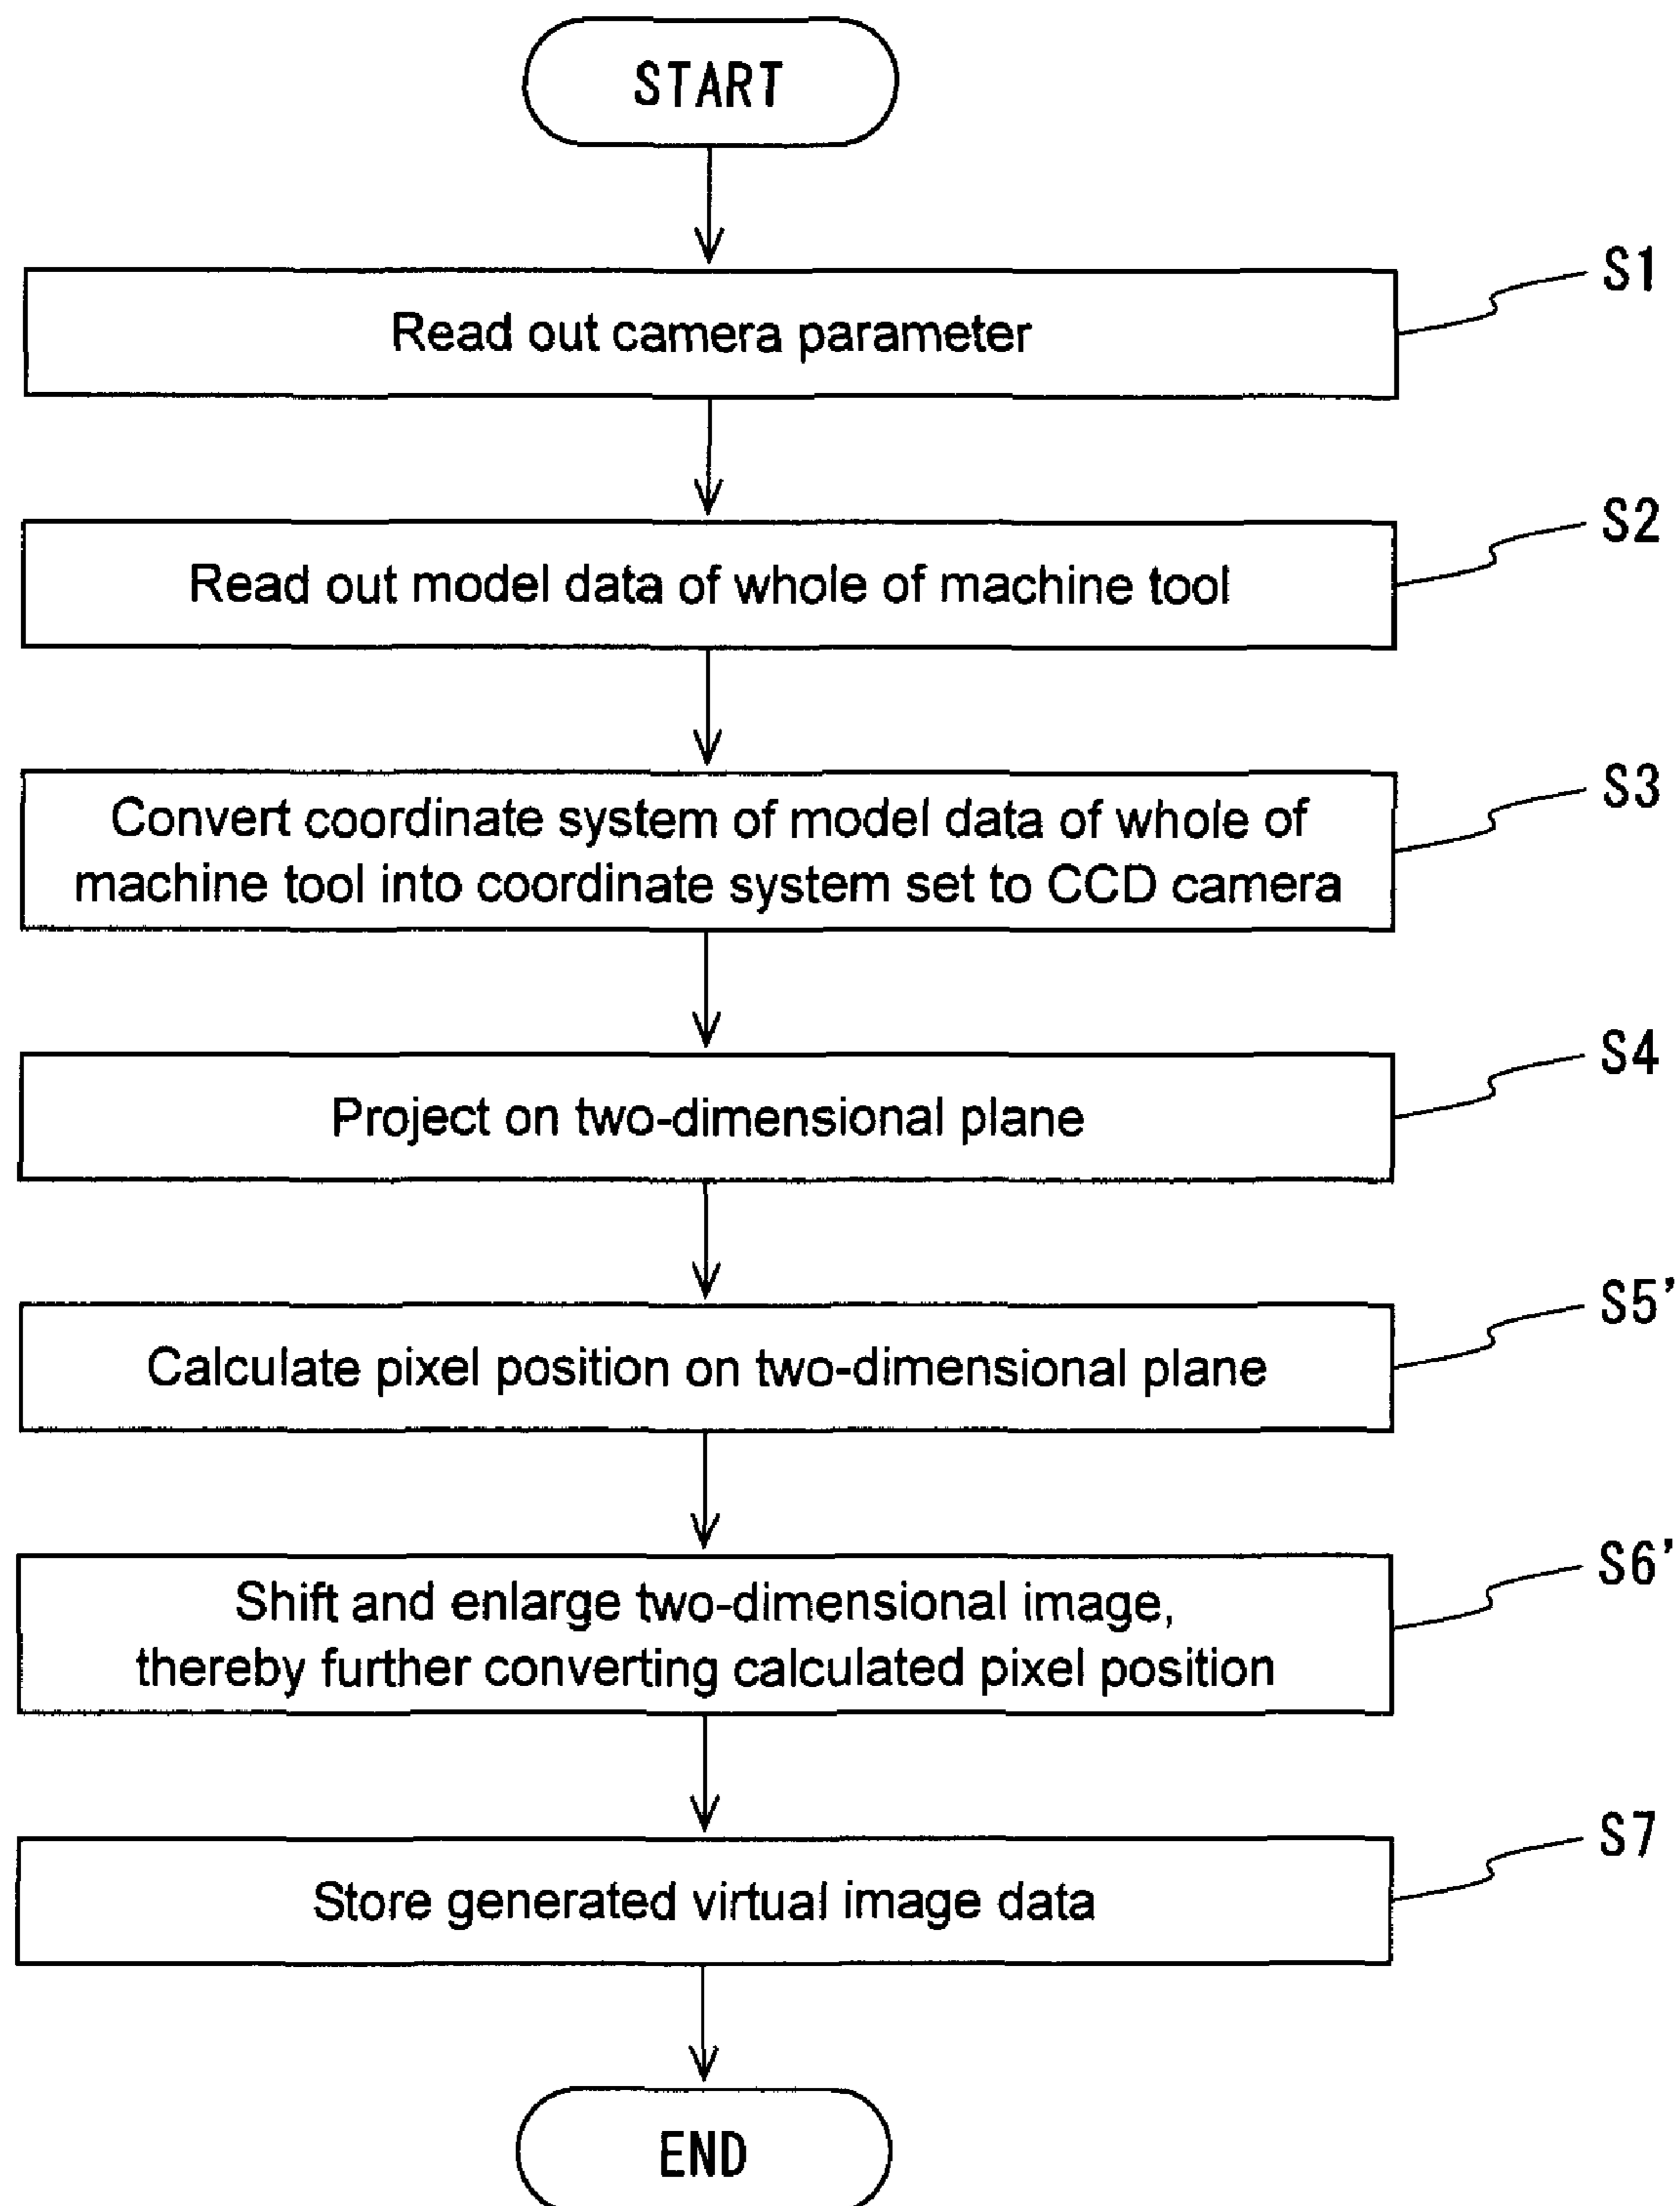 START
S1
Read out camera parameter
S2
Read out model data of whole of machine tool
S3
Convert coordinate system of model data of whole of
machine tool into coordinate system set to CCD camera
S4
Project on two-dimensional plane
S5'
Calculate pixel position on two-dimensional plane
S6'
Shift and enlarge two-dimensional image,
thereby further converting calculated pixel position
S7
Store generated virtual image data
END